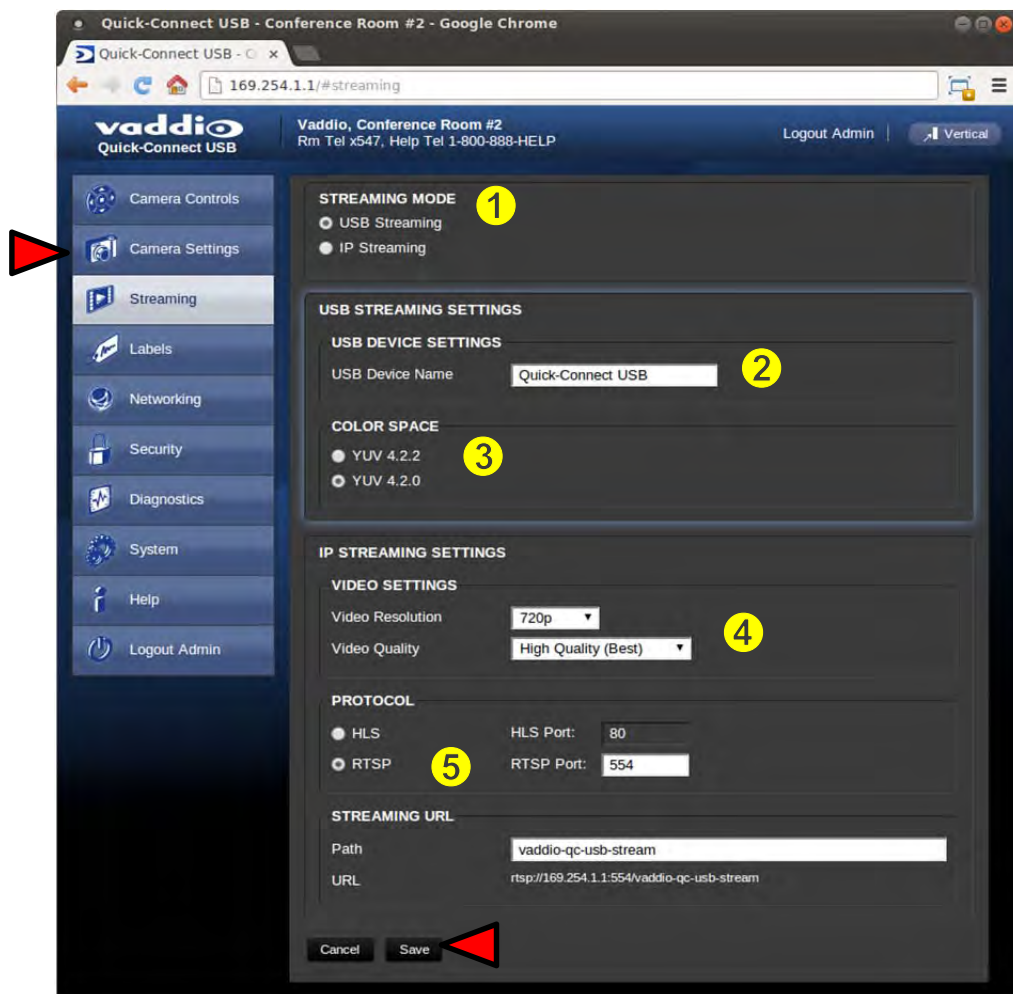 Quick-Connect USB - Conference Room #2 - Google Chrome
Quick-Connect USB - C ×
169.254.1.1/#streaming
vaddio
Quick-Connect USB
Vaddio, Conference Room #2
Rm Tel x547, Help Tel 1-800-888-HELP
Logout Admin
Vertical
Camera Controls
Camera Settings
Streaming
Labels
Networking
Security
Diagnostics
System
Help
Logout Admin
STREAMING MODE 1
USB Streaming
IP Streaming
USB STREAMING SETTINGS
USB DEVICE SETTINGS
USB Device Name Quick-Connect USB 2
COLOR SPACE
YUV 4.2.2 3
YUV 4.2.0
IP STREAMING SETTINGS
VIDEO SETTINGS
Video Resolution 720p
4
Video Quality High Quality (Best)
PROTOCOL
HLS HLS Port: 80
RTSP 5 RTSP Port: 554
STREAMING URL
Path vaddio-qc-usb-stream
URL rtsp://169.254.1.1:554/vaddio-qc-usb-stream
Cancel Save